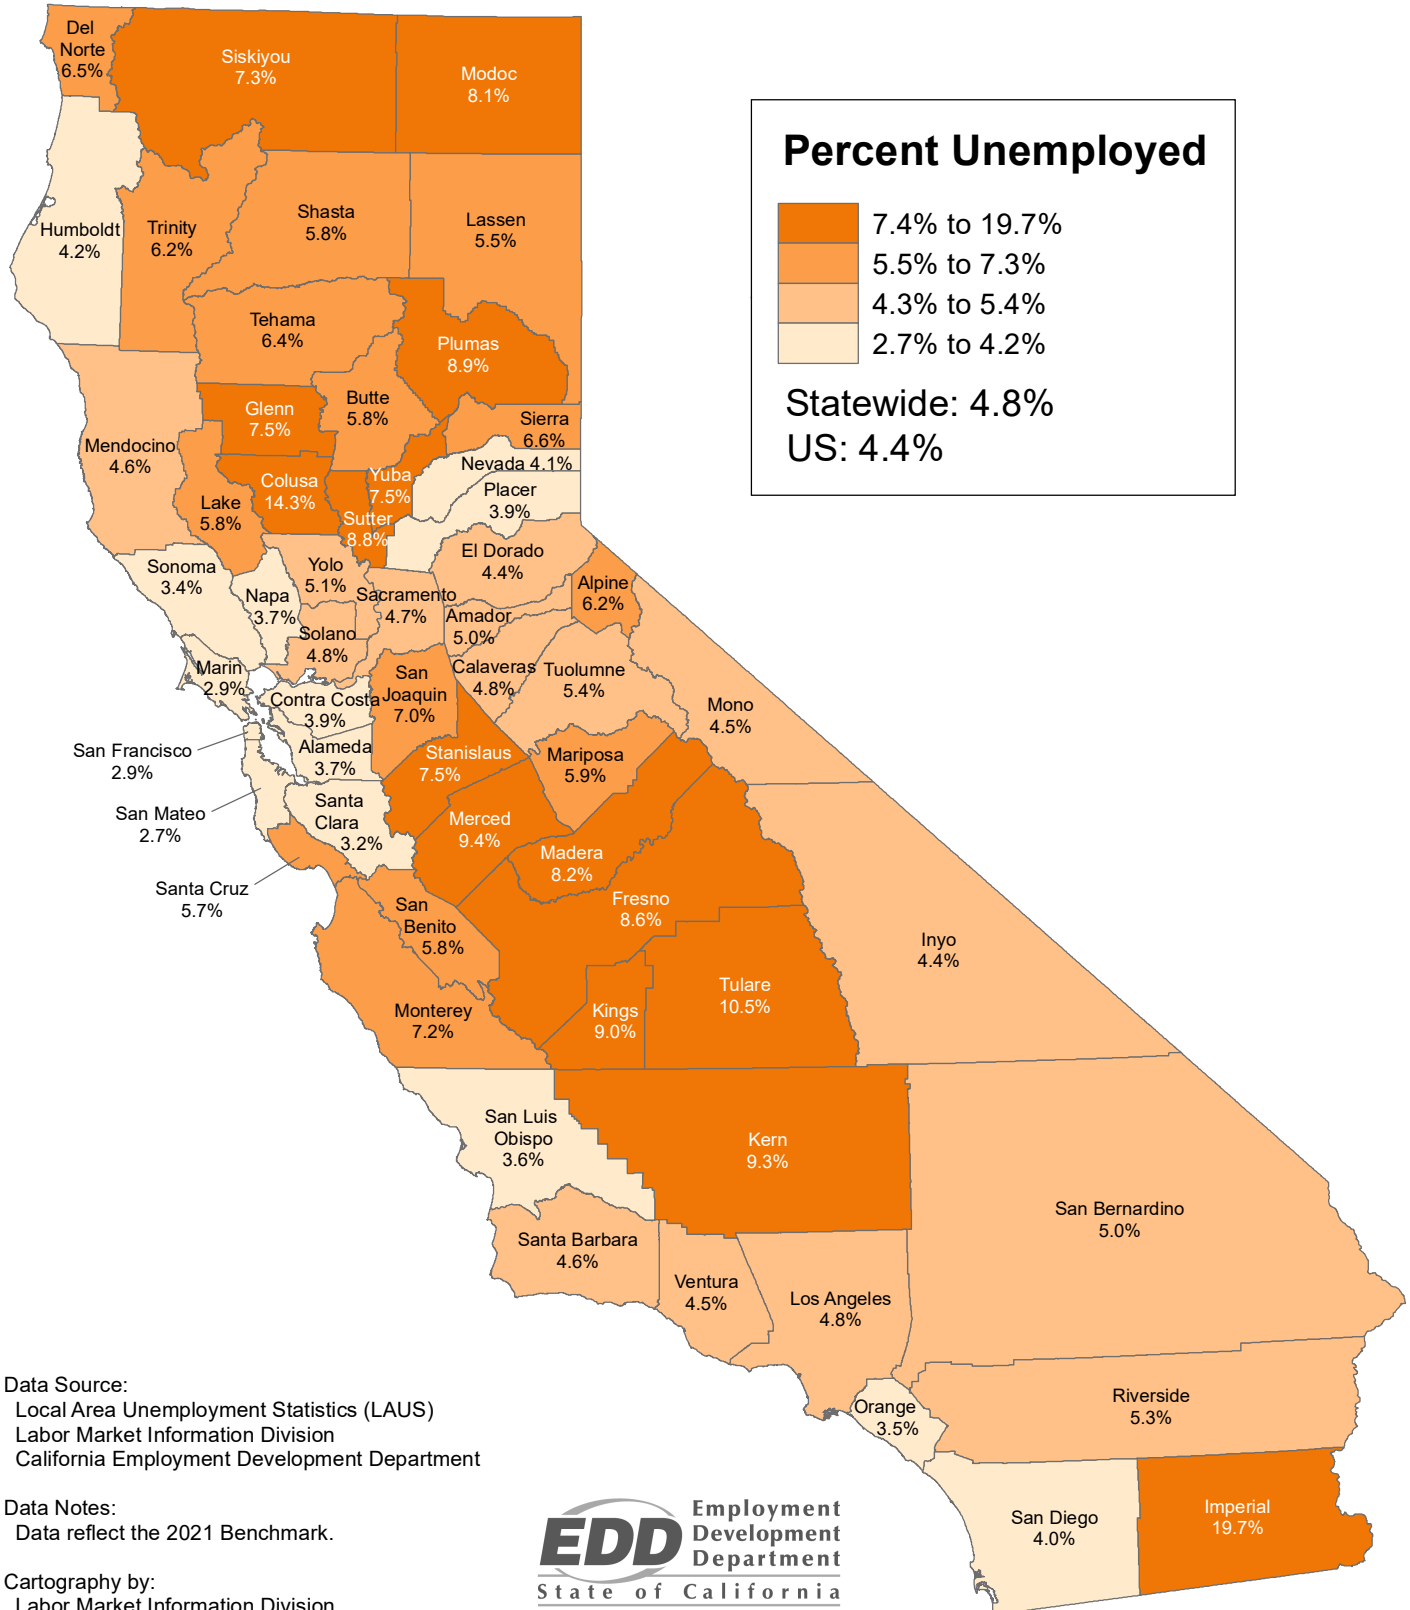 Del
Norte
6.5%
Siskiyou
7.3%
Modoc
8.1%
Percent Unemployed
7.4% to 19.7%
5.5% to 7.3%
4.3% to 5.4%
2.7% to 4.2%
Statewide: 4.8%
US: 4.4%
Humboldt
4.2%
Trinity
6.2%
Shasta
5.8%
Lassen
5.5%
Tehama
6.4%
Plumas
8.9%
Glenn
7.5%
Butte
5.8%
Sierra
6.6%
Mendocino
4.6%
Nevada 4.1%
Colusa
14.3%
Yuba
7.5%
Placer
3.9%
Lake
5.8%
Sutter
8.8%
El Dorado
4.4%
Sonoma
3.4%
Yolo
5.1%
Alpine
6.2%
Napa
3.7%
Sacramento
4.7%
Amador
5.0%
Solano
4.8%
Marin
2.9%
San
Joaquin
7.0%
Calaveras
4.8%
Tuolumne
5.4%
Mono
4.5%
Contra Costa
3.9%
San Francisco
2.9%
Alameda
3.7%
Stanislaus
7.5%
Mariposa
5.9%
San Mateo
2.7%
Santa
Clara
3.2%
Merced
9.4%
Madera
8.2%
Santa Cruz
5.7%
Fresno
8.6%
San
Benito
5.8%
Inyo
4.4%
Monterey
7.2%
Kings
9.0%
Tulare
10.5%
San Luis
Obispo
3.6%
Kern
9.3%
San Bernardino
5.0%
Santa Barbara
4.6%
Ventura
4.5%
Los Angeles
4.8%
Orange
3.5%
Riverside
5.3%
San Diego
4.0%
Imperial
19.7%
Data Source:
Local Area Unemployment Statistics (LAUS)
Labor Market Information Division
California Employment Development Department
Data Notes:
Data reflect the 2021 Benchmark.
Cartography by:
Labor Market Information Division
EDD
Employment
Development
Department
State of California